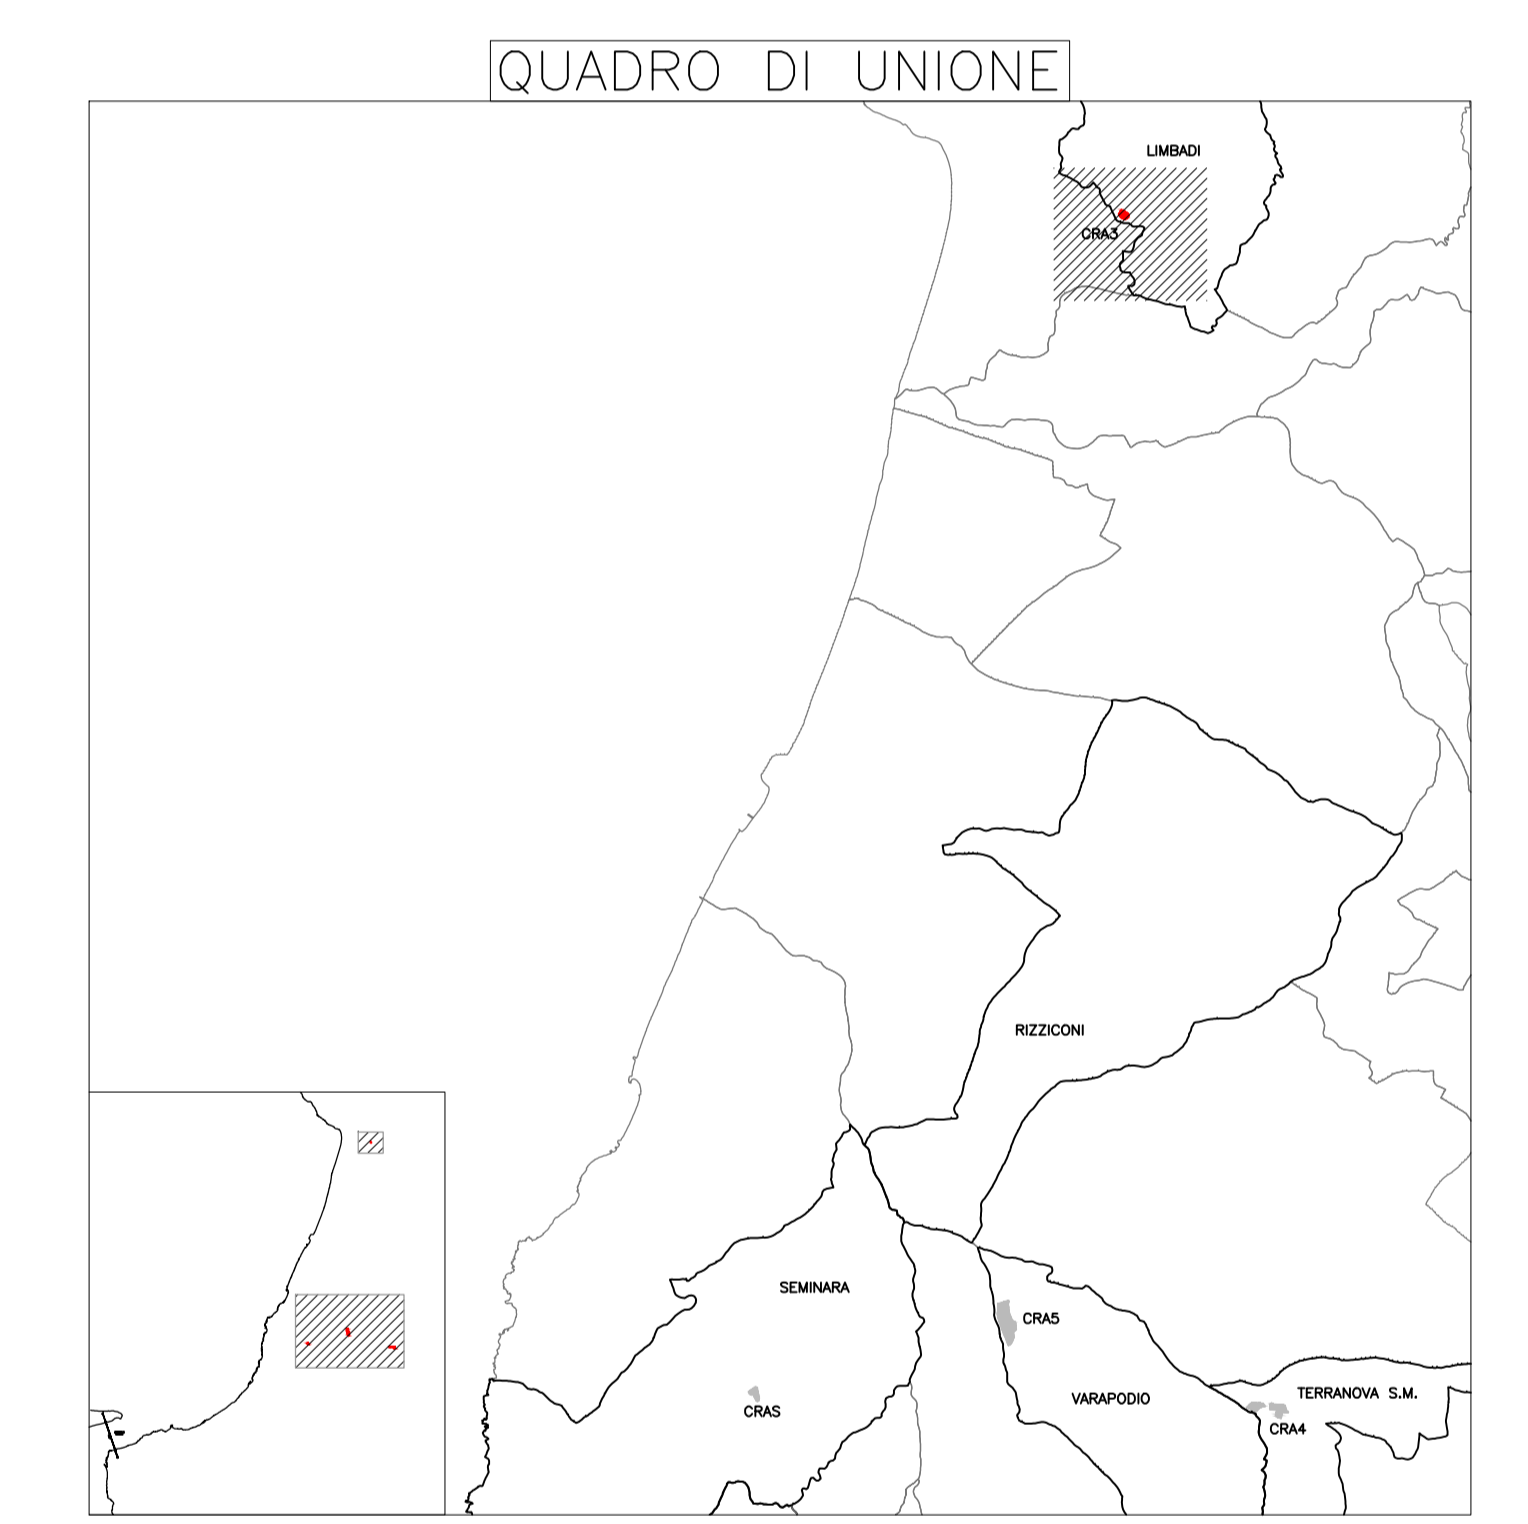 QUADRO DI UNIONE
LIMBADI
CRA3
RIZZICONI
SEMINARA
CRA5
VARAPODIO
TERRANOVA S.M.
CRAS
CRA4